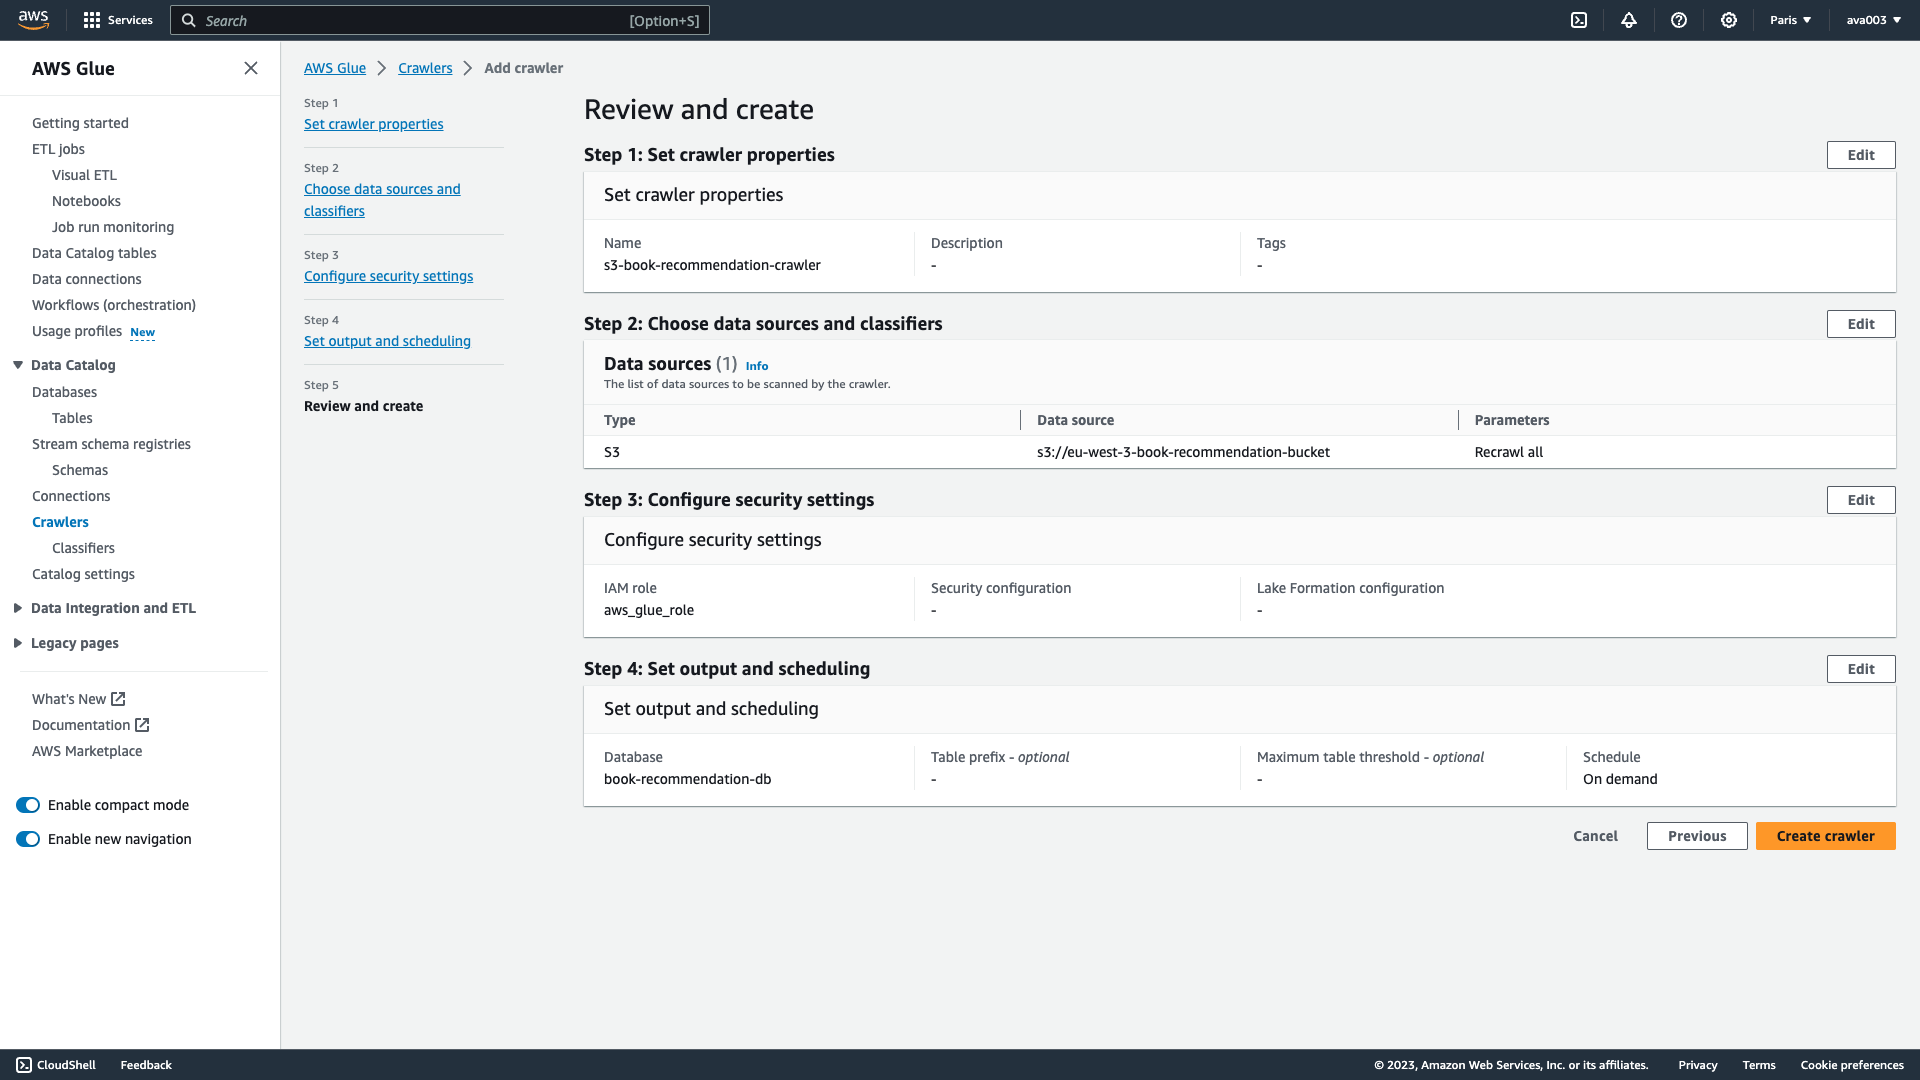 aws
Services
Search
[Option+S]
Paris
ava003
AWS Glue
Getting started
ETL jobs
Visual ETL
Notebooks
Job run monitoring
Data Catalog tables
Data connections
Workflows (orchestration)
Usage profiles New
Data Catalog
Databases
Tables
Stream schema registries
Schemas
Connections
Crawlers
Classifiers
Catalog settings
Data Integration and ETL
Legacy pages
What's New
Documentation
AWS Marketplace
Enable compact mode
Enable new navigation
AWS Glue
Crawlers
Add crawler
Step 1
Set crawler properties
Step 2
Choose data sources and
classifiers
Step 3
Configure security settings
Step 4
Set output and scheduling
Step 5
Review and create
Review and create
Step 1: Set crawler properties
Edit
Set crawler properties
Name
s3-book-recommendation-crawler
Description
-
Tags
-
Step 2: Choose data sources and classifiers
Edit
Data sources (1) Info
The list of data sources to be scanned by the crawler.
Type
Data source
Parameters
S3
s3://eu-west-3-book-recommendation-bucket
Recrawl all
Step 3: Configure security settings
Edit
Configure security settings
IAM role
aws_glue_role
Security configuration
-
Lake Formation configuration
-
Step 4: Set output and scheduling
Edit
Set output and scheduling
Database
book-recommendation-db
Table prefix - optional
-
Maximum table threshold - optional
-
Schedule
On demand
Cancel
Previous
Create crawler
CloudShell
Feedback
© 2023, Amazon Web Services, Inc. or its affiliates.
Privacy
Terms
Cookie preferences